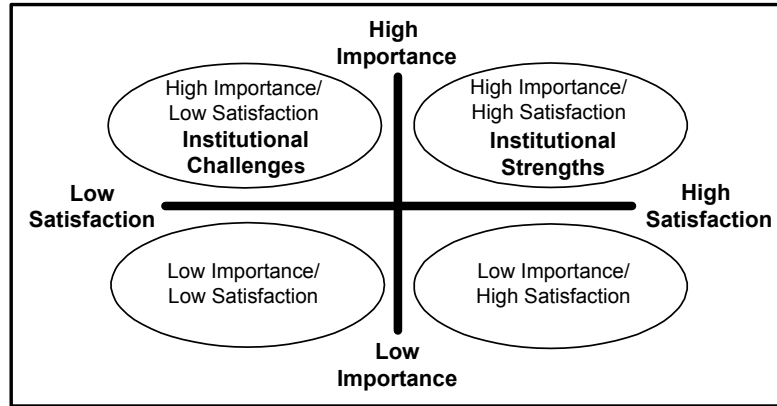 High
Importance
High Importance/
Low Satisfaction
Institutional
Challenges
High Importance/
High Satisfaction
Institutional
Strengths
Low
Satisfaction
High
Satisfaction
Low Importance/
Low Satisfaction
Low Importance/
High Satisfaction
Low
Importance